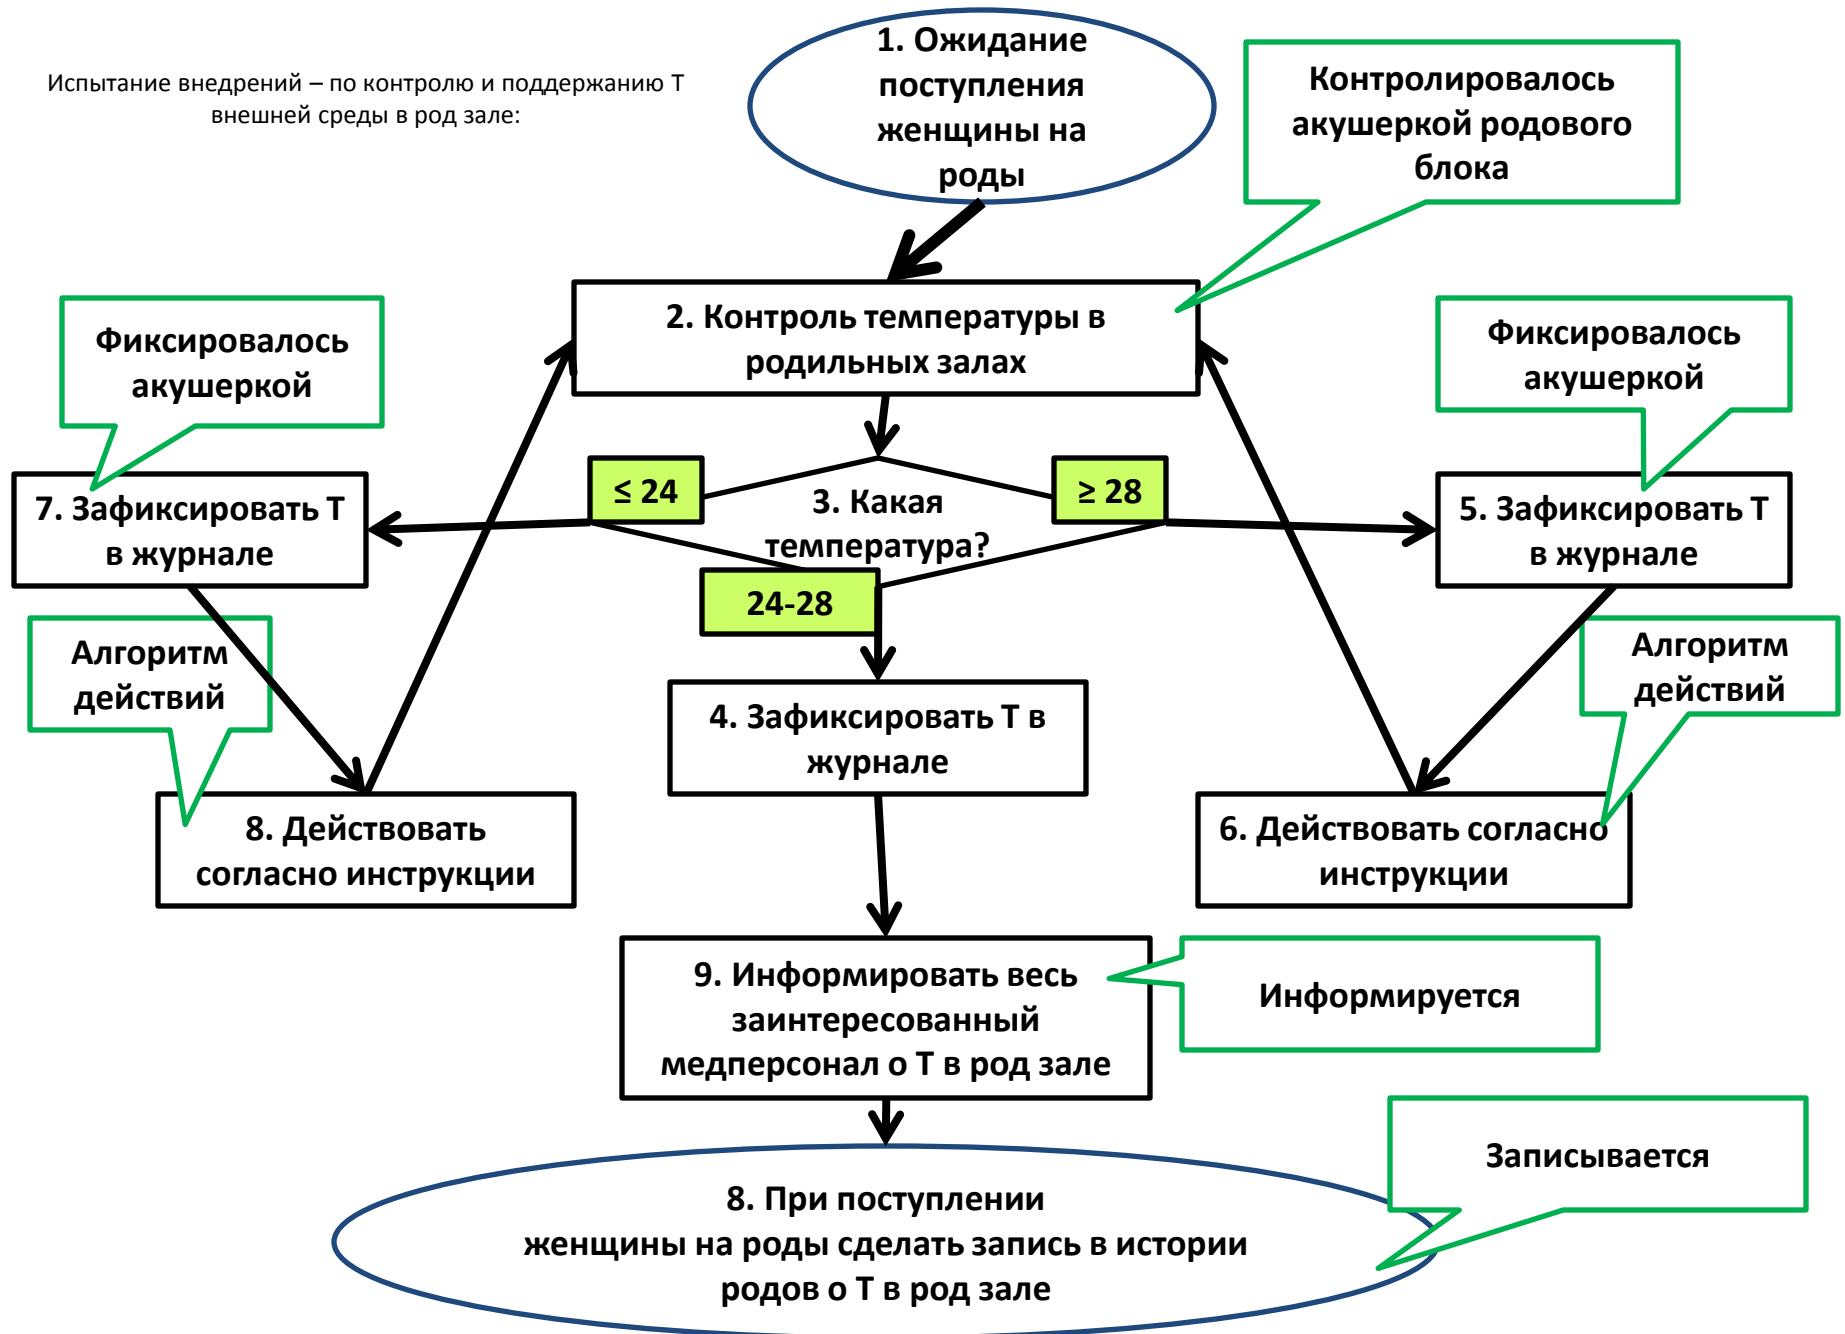 Испытание внедрений – по контролю и поддержанию Т
внешней среды в род зале:
1. Ожидание
поступления
женщины на
роды
Контролировалось
акушеркой родового
блока
2. Контроль температуры в
родильных залах
Фиксировалось
акушеркой
Фиксировалось
акушеркой
≤ 24
3. Какая
температура?
≥ 28
24-28
7. Зафиксировать Т
в журнале
5. Зафиксировать Т
в журнале
Алгоритм
действий
4. Зафиксировать Т в
журнале
Алгоритм
действий
8. Действовать
согласно инструкции
6. Действовать согласно
инструкции
9. Информировать весь
заинтересованный
медперсонал о Т в род зале
Информируется
Записывается
8. При поступлении
женщины на роды сделать запись в истории
родов о Т в род зале